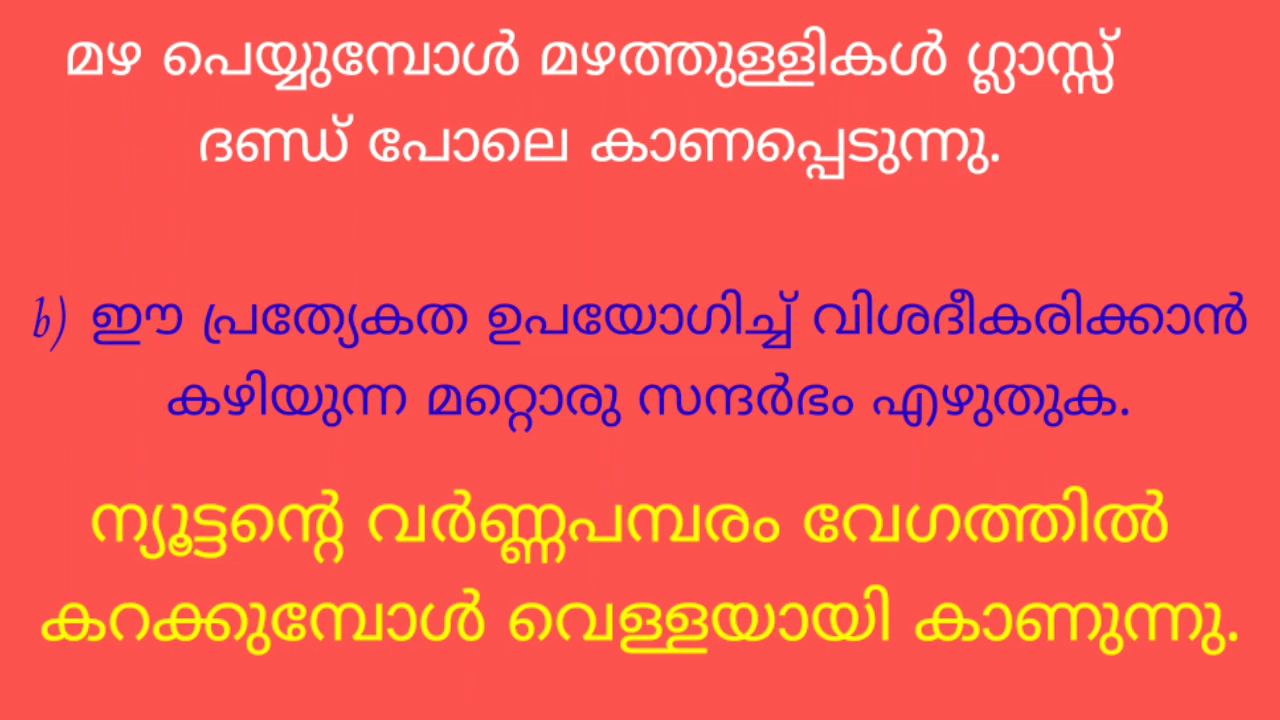 മഴ പെയ്യുമ്പോൾ മഴത്തുള്ളികൾ ഗ്ലാസ്സ്
ദണ്ഡ് പോലെ കാണപ്പെടുന്നു.
b) ഈ പ്രത്യേകത ഉപയോഗിച്ച് വിശദീകരിക്കാൻ
കഴിയുന്ന മറ്റൊരു സന്ദർഭം എഴുതുക.
ന്യൂട്ടന്റെ വർണ്ണപമ്പരം വേഗത്തിൽ
കറക്കുമ്പോൾ വെള്ളയായി കാണുന്നു.